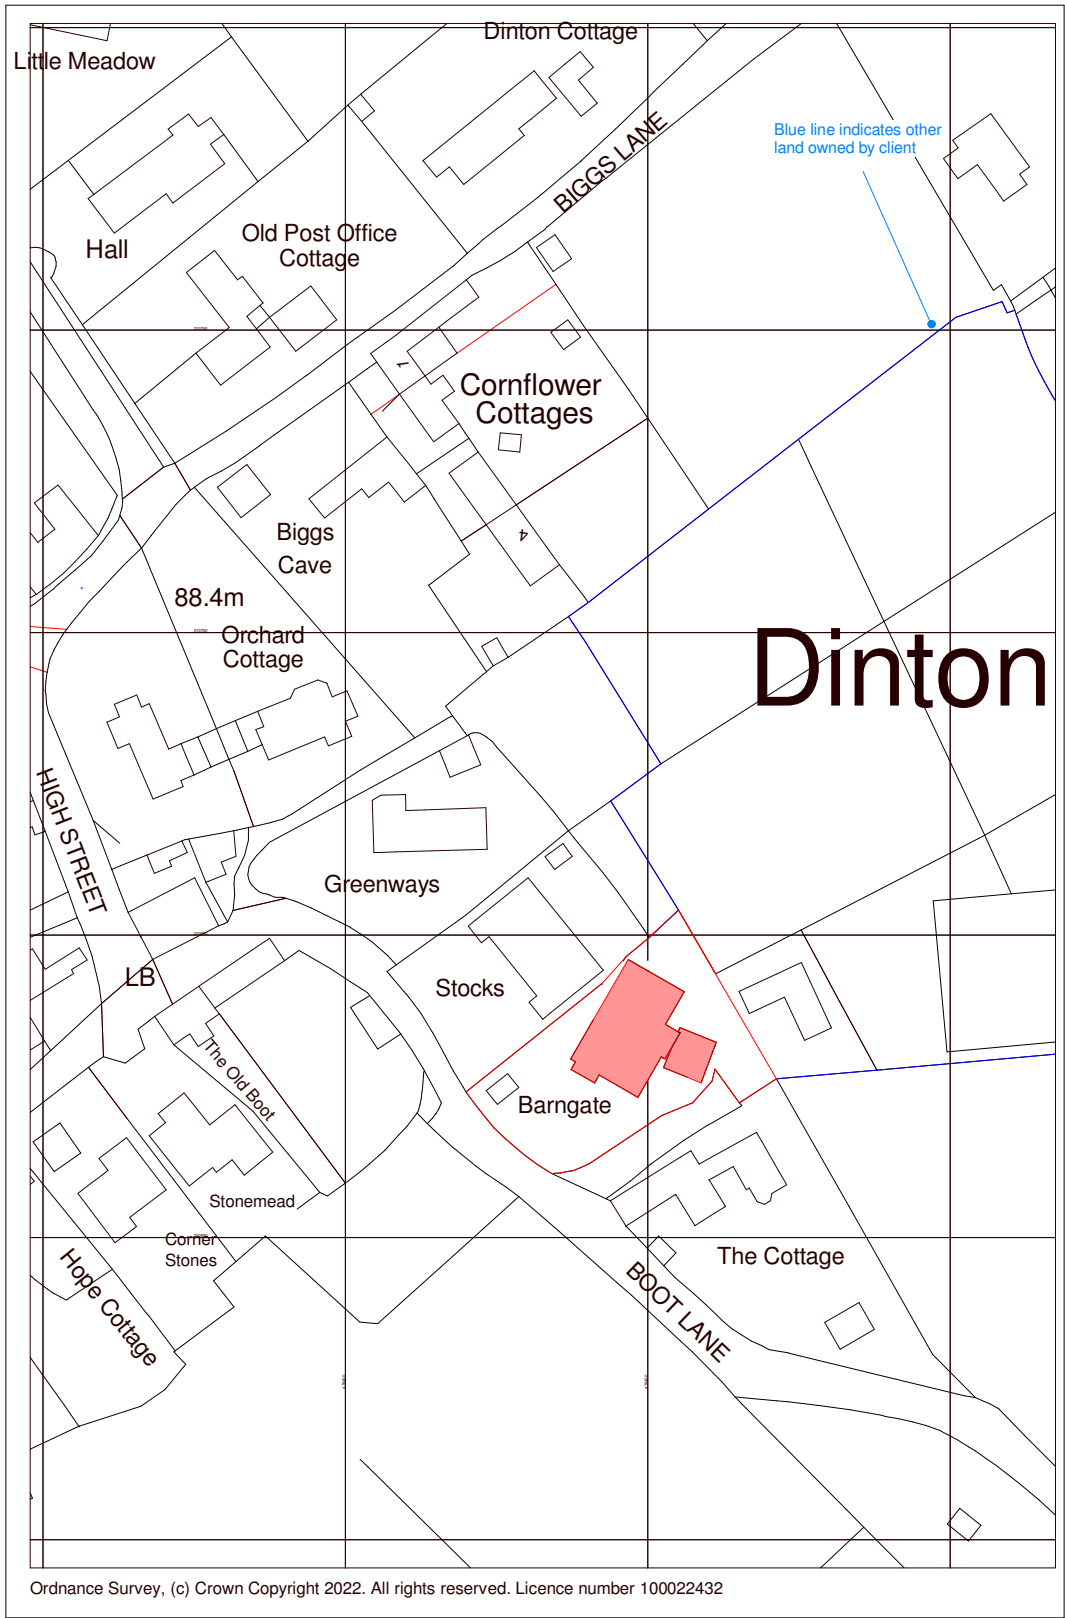 Dinton Cottage
Little Meadow
BIGGS LANE
Blue line indicates other
land owned by client
Hall
Old Post Office
Cottage
1
Cornflower
Cottages
4
Biggs
Cave
88.4m
Orchard
Cottage
Dinton
HIGH STREET
Greenways
LB
Stocks
The Old Boot
Barngate
Stonemead
Corner
Stones
Hope Cottage
The Cottage
BOOT LANE
Ordnance Survey, (c) Crown Copyright 2022. All rights reserved. Licence number 100022432